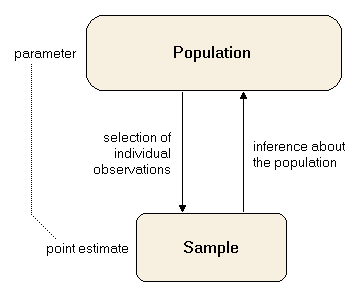 Population
parameter
selection of
individual
observations
inference about
the population
point estimate
Sample